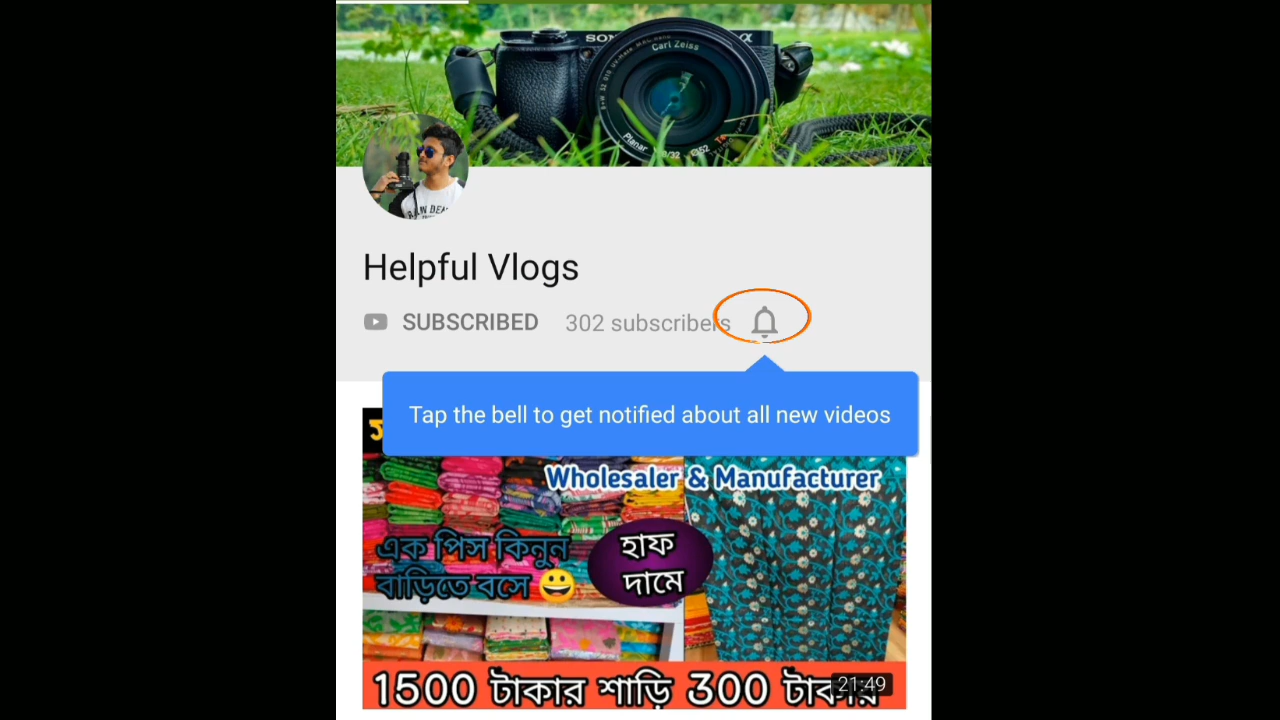 SONY
α
Carl Zeiss
Planar
Helpful Vlogs
SUBSCRIBED 302 subscribers
Tap the bell to get notified about all new videos
Wholesaler & Manufacturer
এক পিস কিনুন
বাড়িতে বসে 😀
হাফ
দামে
1500 টাকার শাড়ি 300 টাকার
21:49